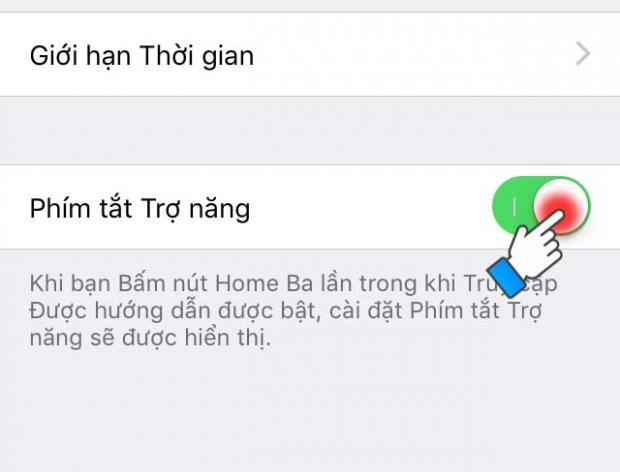 Giới hạn Thời gian
Phím tắt Trợ năng
Khi bạn Bấm nút Home Ba lần trong khi Truy cập
Được hướng dẫn được bật, cài đặt Phím tắt Trợ
năng sẽ được hiển thị.